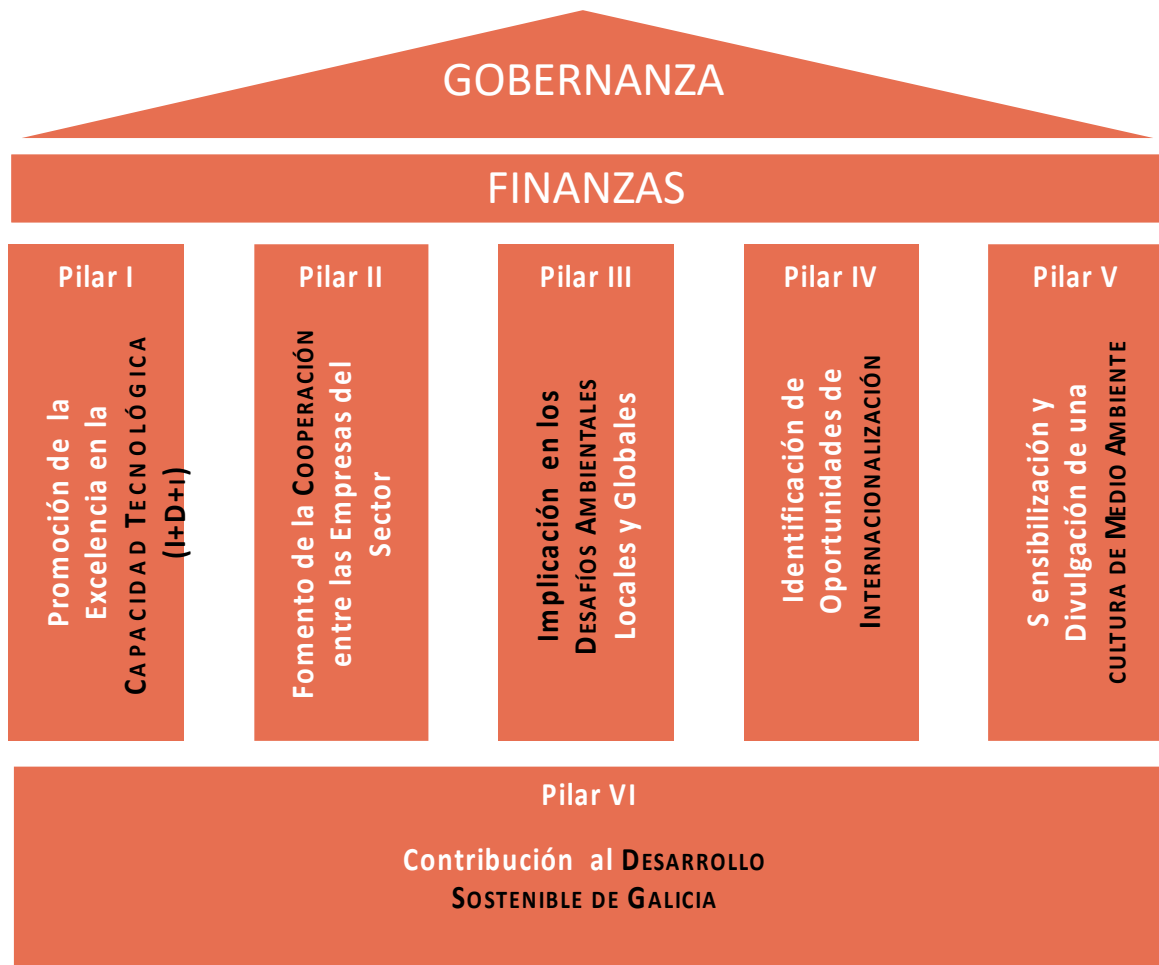 GOBERNANZA
FINANZAS
Pilar I
Promoción de la
Excelencia en la
CAPACIDAD TECNOLÓGICA
(I+D+I)
Pilar II
Fomento de la COOPERACIÓN
entre las Empresas del
Sector
Pilar III
Implicación en los
DESAFÍOS AMBIENTALES
Locales y Globales
Pilar IV
Identificación de
Oportunidades de
INTERNACIONALIZACIÓN
Pilar V
S ensibilización y
Divulgación de una
CULTURA DE MEDIO AMBIENTE
Pilar VI
Contribución al DESARROLLO
SOSTENIBLE DE GALICIA